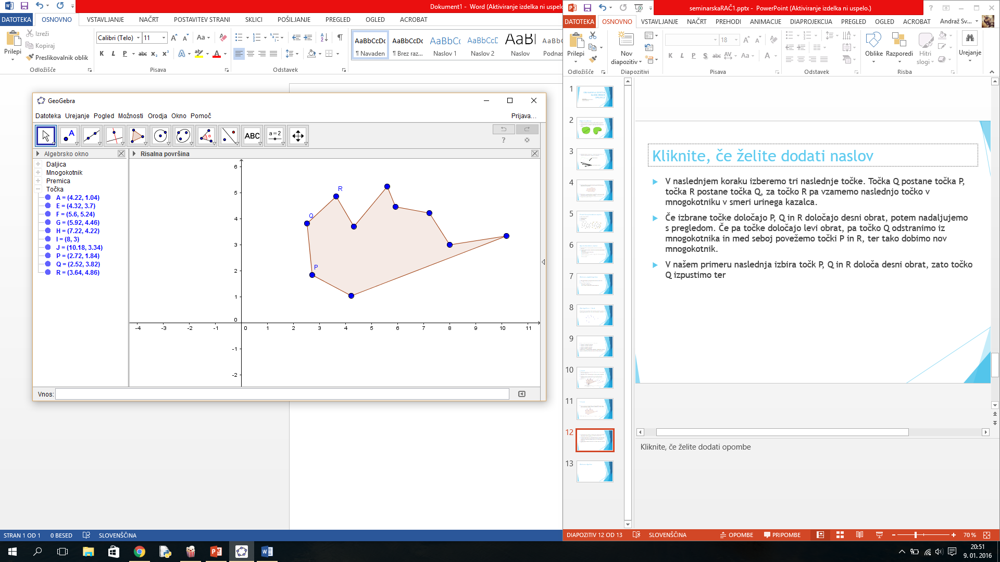 Dokument1 - Word (Aktiviranje izdelka ni uspelo
DATOTEKA OSNOVNO VSTAVLJANJE NAČRT POSTAVITEV STRANI SKLICI POŠILJANJE PREGLED OGLED ACROBAT
Prilepi
Izreži
Kopiraj
Preslikovalnik oblik
Odložišče
Calibri (Telo) 11
K L P abc x₂ x²
Pisava
Odstavek
AaBbCcDc AaBbCcDc AaBbC AaBbCcD AaBl AaBbCcD
¶ Navaden ¶ Brez raz... Naslov 1 Naslov 2 Naslov Podnas
seminarskaRAČ1.pptx - PowerPoint (Aktiviranje izdelka ni uspelo.)
DATOTEKA OSNOVNO VSTAVLJANJE NAČRT PREHODI ANIMACIJE DIAPROJEKCIJA PREGLED OGLED ACROBAT Andraž Sv...
Prilepi
Odložišče
Nov diapozitiv
Diapozitivi
18
K L P S abc AV Aa A
Pisava
Odstavek
Oblike Razporedi Hitri slogi
Risba
Urejanje
GeoGebra
Datoteka Urejanje Pogled Možnosti Orodja Okno Pomoč Prijava...
A α ABC a=2
Algebrsko okno
Risalna površina
Daljica
Mnogokotnik
Premica
Točka
A = (4.22, 1.04)
E = (4.32, 3.7)
F = (5.6, 5.24)
G = (5.92, 4.46)
H = (7.22, 4.22)
I = (8, 3)
J = (10.18, 3.34)
P = (2.72, 1.84)
Q = (2.52, 3.82)
R = (3.64, 4.86)
6
5
4
3
2
1
0
-1
-2
-4 -3 -2 -1 0 1 2 3 4 5 6 7 8 9 10 11
R
Q
P
Vnos:
1
2
3
4
5
6
7
8
9
10
11
12
13
Kliknite, če želite dodati naslov
V naslednjem koraku izberemo tri naslednje točke. Točka Q postane točka P,
točka R postane točka Q, za točko R pa vzamemo naslednjo točko v
mnogokotniku v smeri urinega kazalca.
Če izbrane točke določajo P, Q in R določajo desni obrat, potem nadaljujemo
s pregledom. Če pa točke določajo levi obrat, pa točko Q odstranimo iz
mnogokotnika in med seboj povežemo točki P in R, ter tako dobimo nov
mnogokotnik.
V našem primeru naslednja izbira točk P, Q in R določa desni obrat, zato točko
Q izpustimo ter
Kliknite, če želite dodati opombe
STRAN 1 OD 1 0 BESED SLOVENŠČINA
DIAPOZITIV 12 OD 13 SLOVENŠČINA OPOMBE PRIPOMBE 70 %
20:51
9. 01. 2016